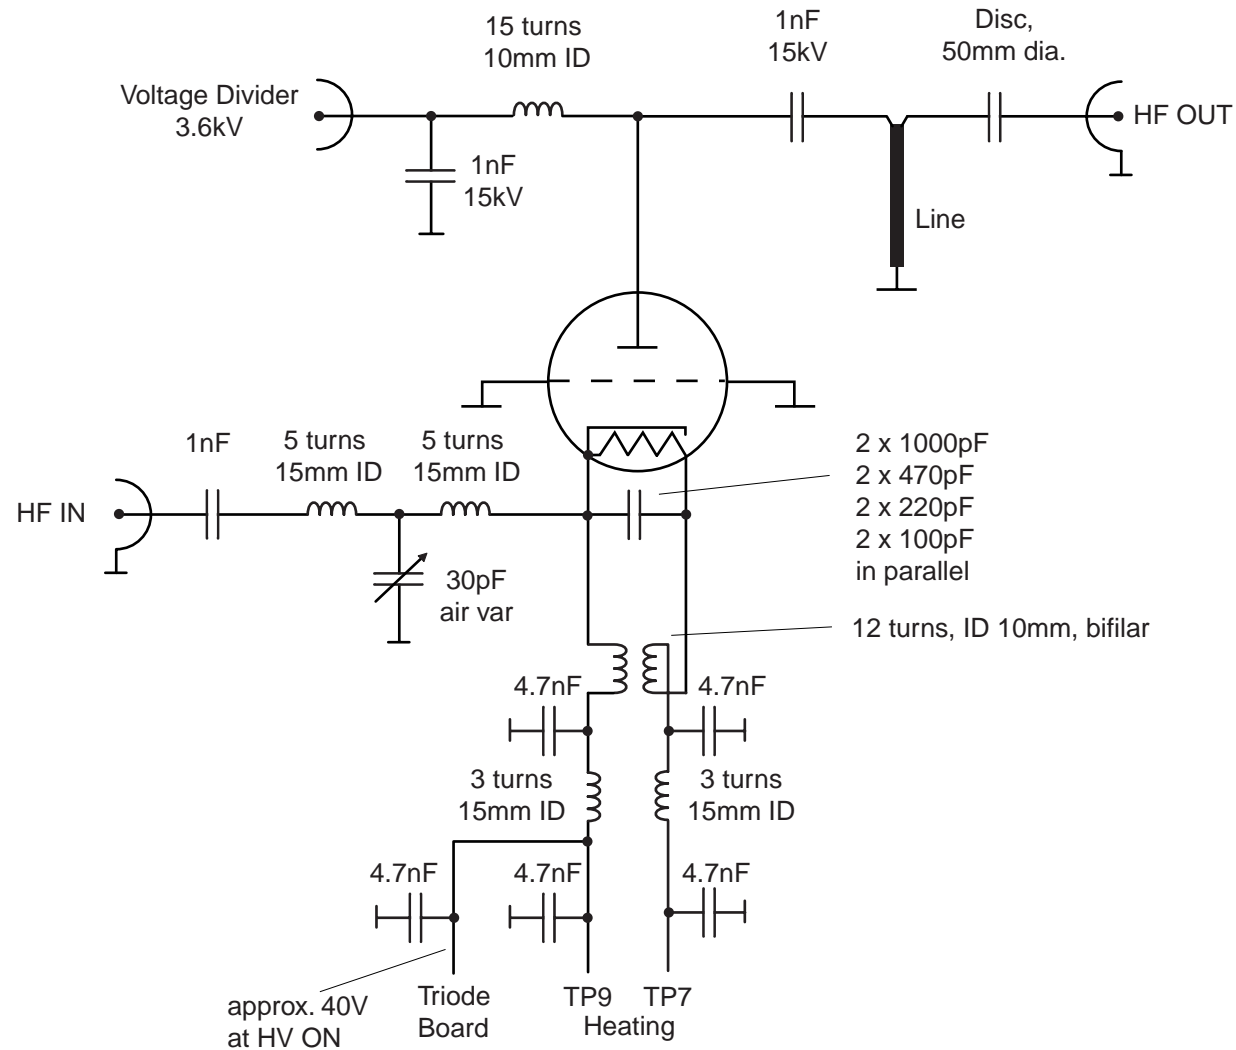 15 turns
10mm ID
1nF
15kV
Disc,
50mm dia.
Voltage Divider
3.6kV
HF OUT
1nF
15kV
Line
1nF
5 turns
15mm ID
5 turns
15mm ID
2 x 1000pF
2 x 470pF
2 x 220pF
2 x 100pF
in parallel
HF IN
30pF
air var
12 turns, ID 10mm, bifilar
4.7nF
4.7nF
3 turns
15mm ID
3 turns
15mm ID
4.7nF
4.7nF
4.7nF
approx. 40V
at HV ON
Triode
Board
TP9
TP7
Heating